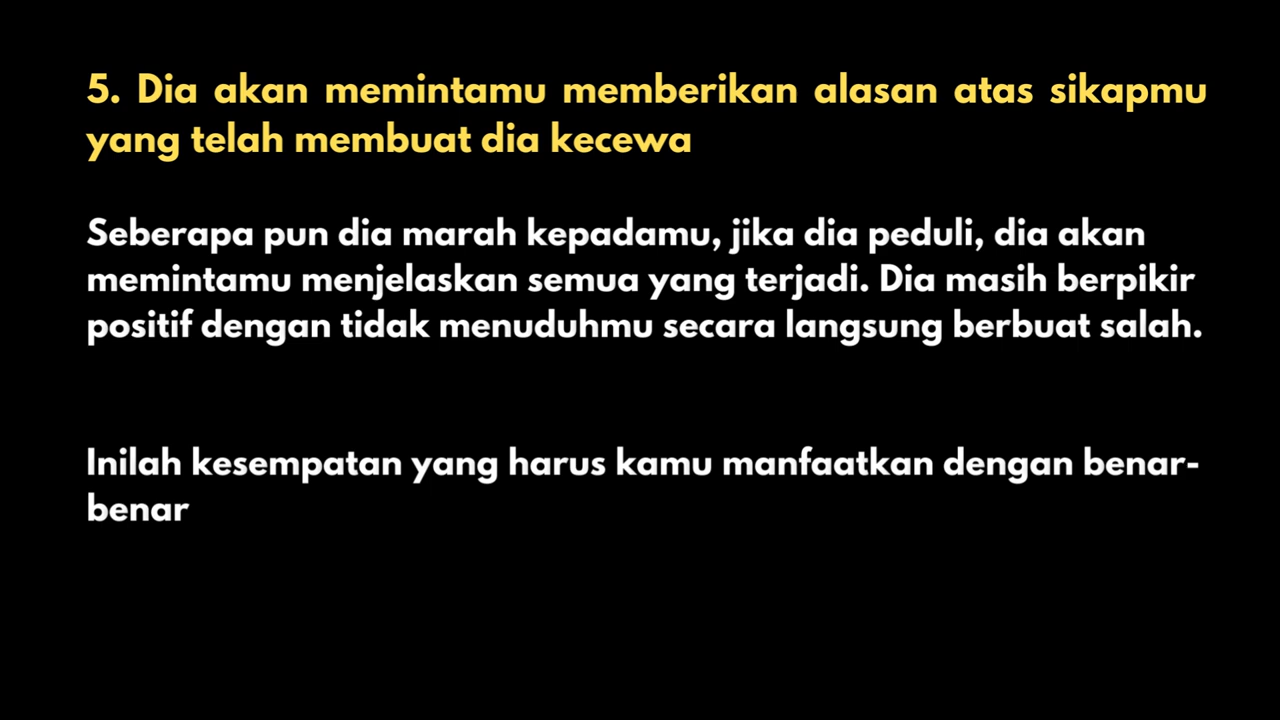 5. Dia akan memintamu memberikan alasan atas sikapmu
yang telah membuat dia kecewa
Seberapa pun dia marah kepadamu, jika dia peduli, dia akan
memintamu menjelaskan semua yang terjadi. Dia masih berpikir
positif dengan tidak menuduhmu secara langsung berbuat salah.
Inilah kesempatan yang harus kamu manfaatkan dengan benar-
benar